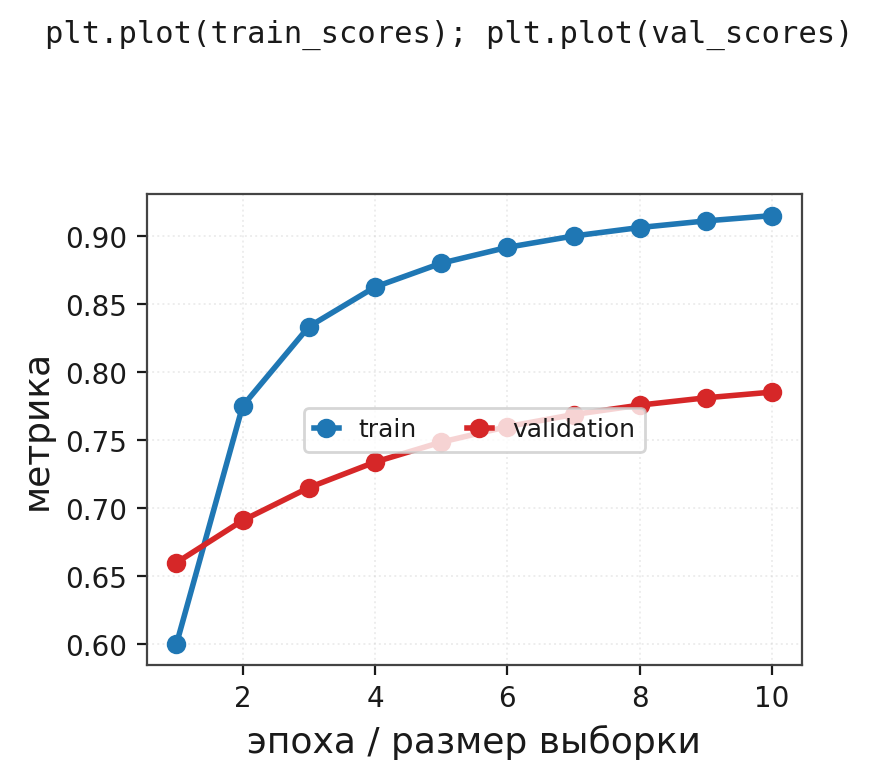 plt.plot(train_scores); plt.plot(val_scores)
0.90
0.85
0.80
0.75
0.70
0.65
0.60
метрика
train validation
2 4 6 8 10
эпоха / размер выборки